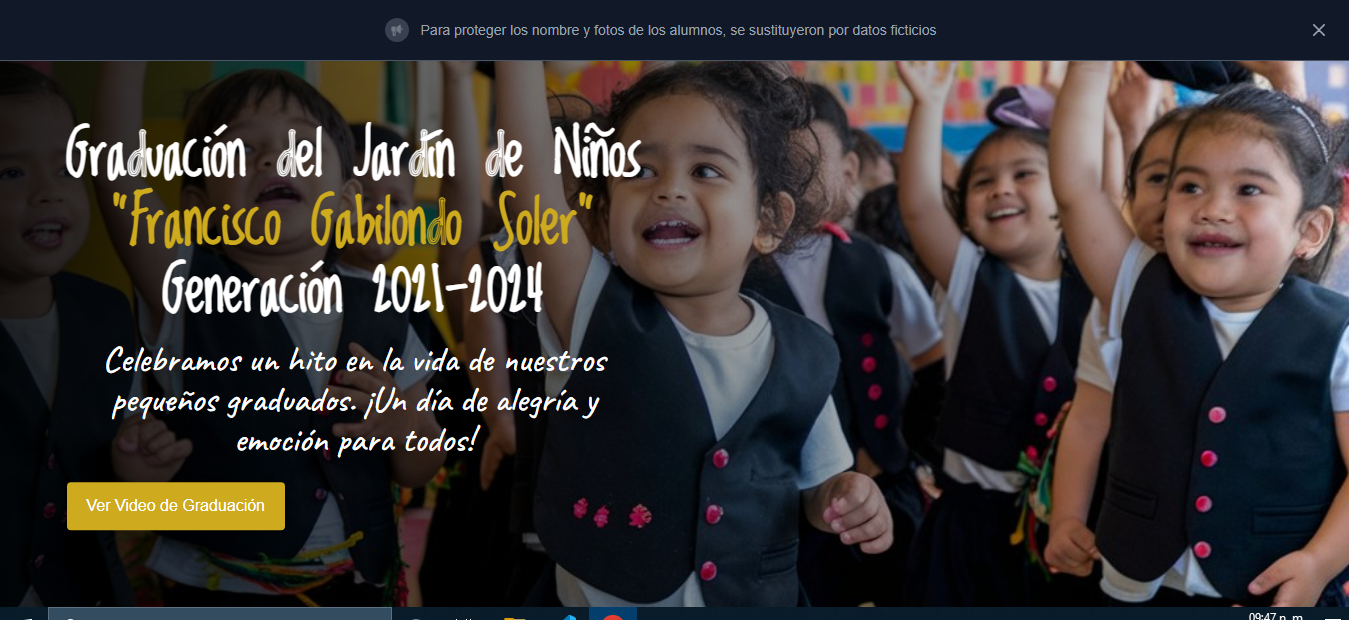 Para proteger los nombre y fotos de los alumnos, se sustituyeron por datos ficticios
Graduación del Jardín de Niños
"Francisco Gabilondo Soler"
Generación 2021-2024
Celebramos un hito en la vida de nuestros
pequeños graduados. ¡Un día de alegría y
emoción para todos!
Ver Video de Graduación
09:47 p. m.